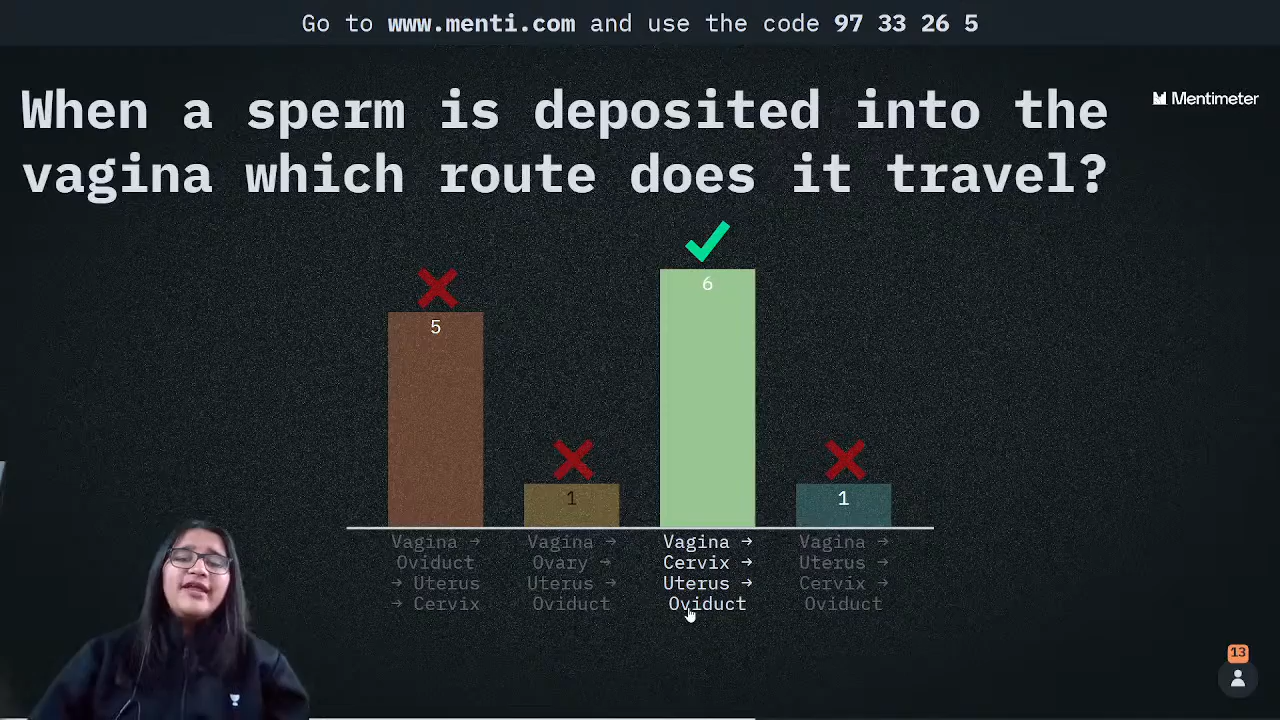 Go to www.menti.com and use the code 97 33 26 5
When a sperm is deposited into the
vagina which route does it travel?
Mentimeter
5
1
6
1
Vagina →
Oviduct
→ Uterus
→ Cervix
Vagina →
Ovary →
Uterus →
Oviduct
Vagina →
Cervix →
Uterus →
Oviduct
Vagina →
Uterus →
Cervix →
Oviduct
13